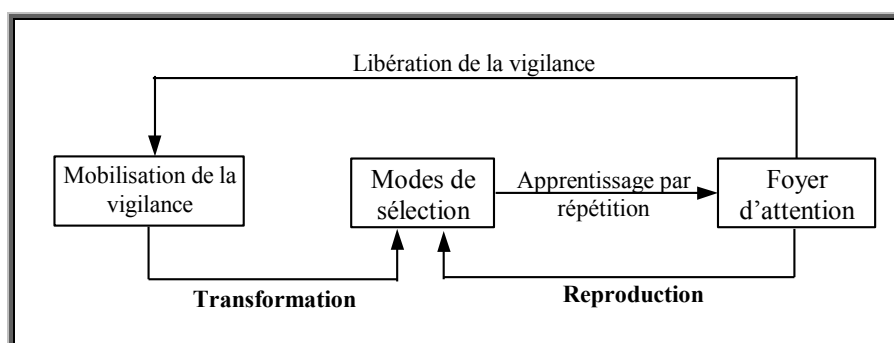 Libération de la vigilance
Mobilisation de la
vigilance
Modes de
sélection
Apprentissage par
répétition
Foyer
d’attention
Transformation
Reproduction